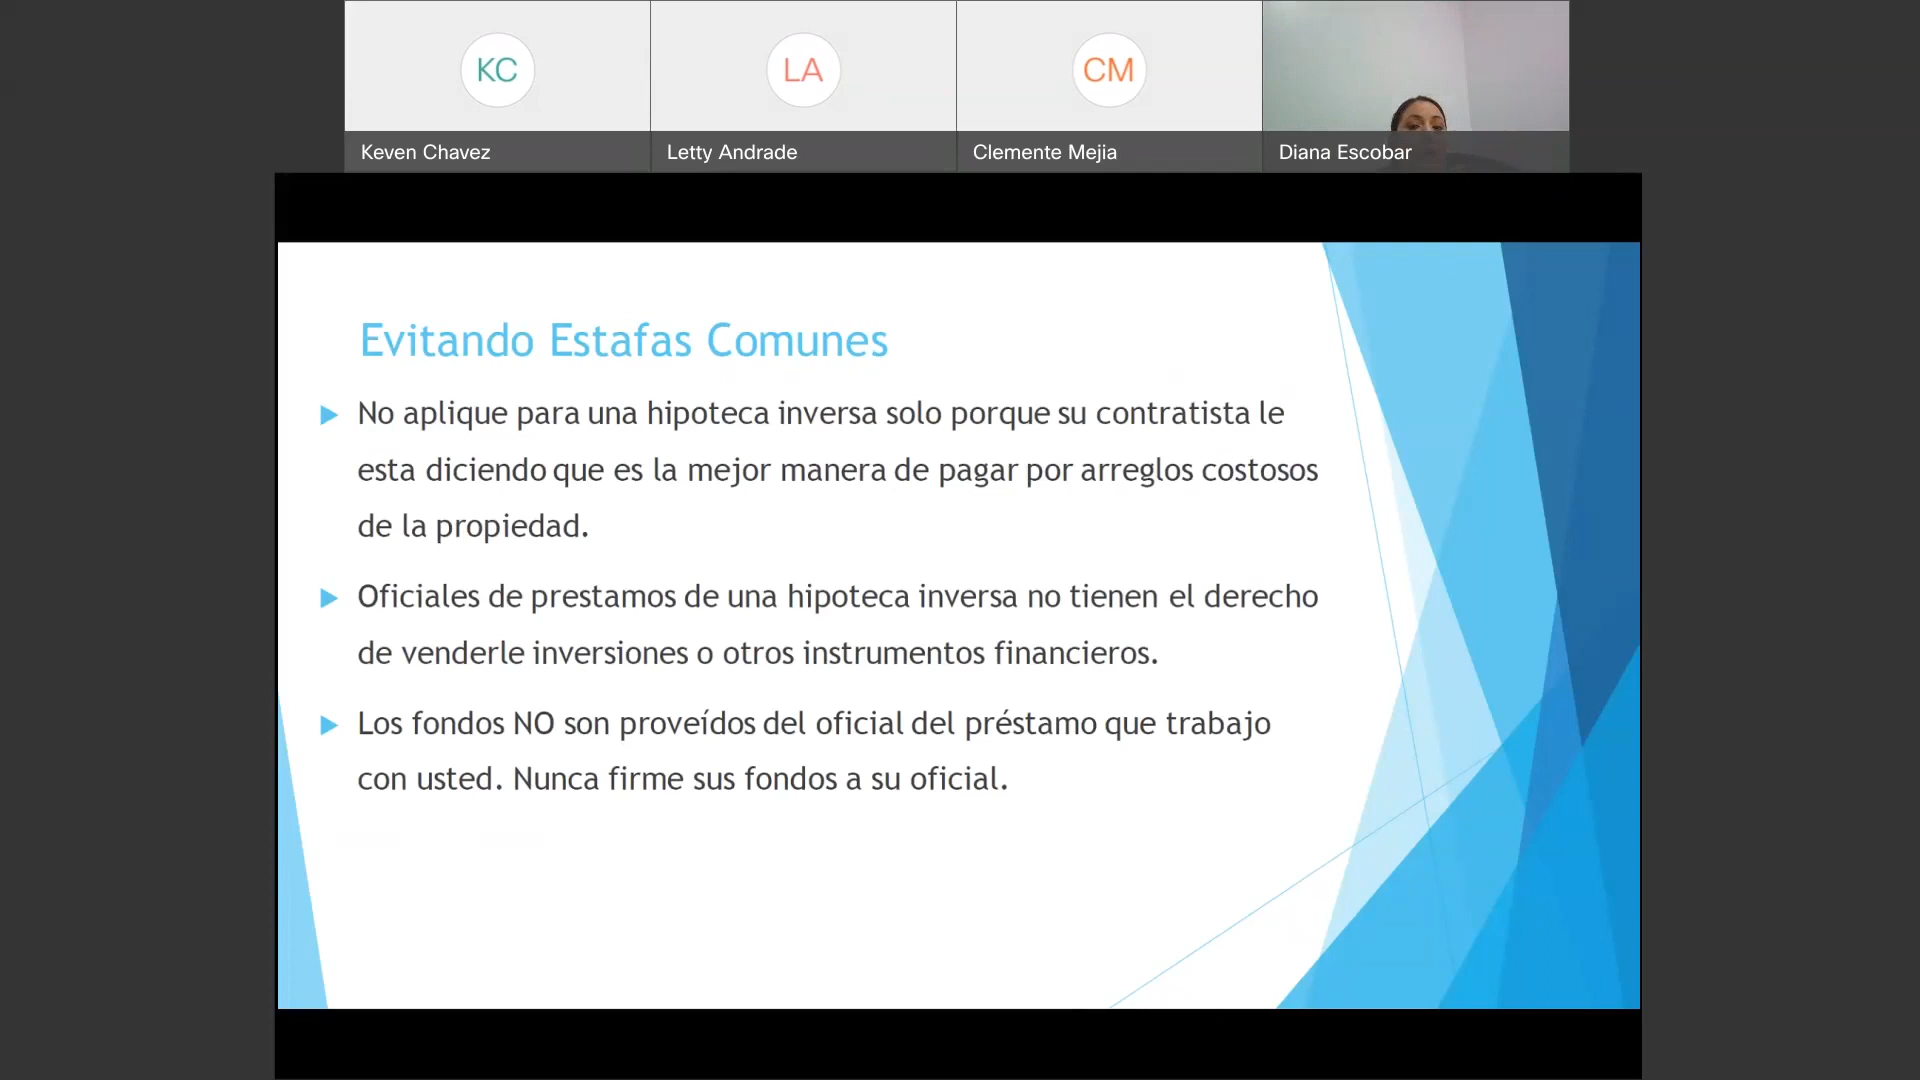 KC
LA
CM
Keven Chavez
Letty Andrade
Clemente Mejia
Diana Escobar
Evitando Estafas Comunes
No aplique para una hipoteca inversa solo porque su contratista le
esta diciendo que es la mejor manera de pagar por arreglos costosos
de la propiedad.
Oficiales de prestamos de una hipoteca inversa no tienen el derecho
de venderle inversiones o otros instrumentos financieros.
Los fondos NO son proveídos del oficial del préstamo que trabajo
con usted. Nunca firme sus fondos a su oficial.